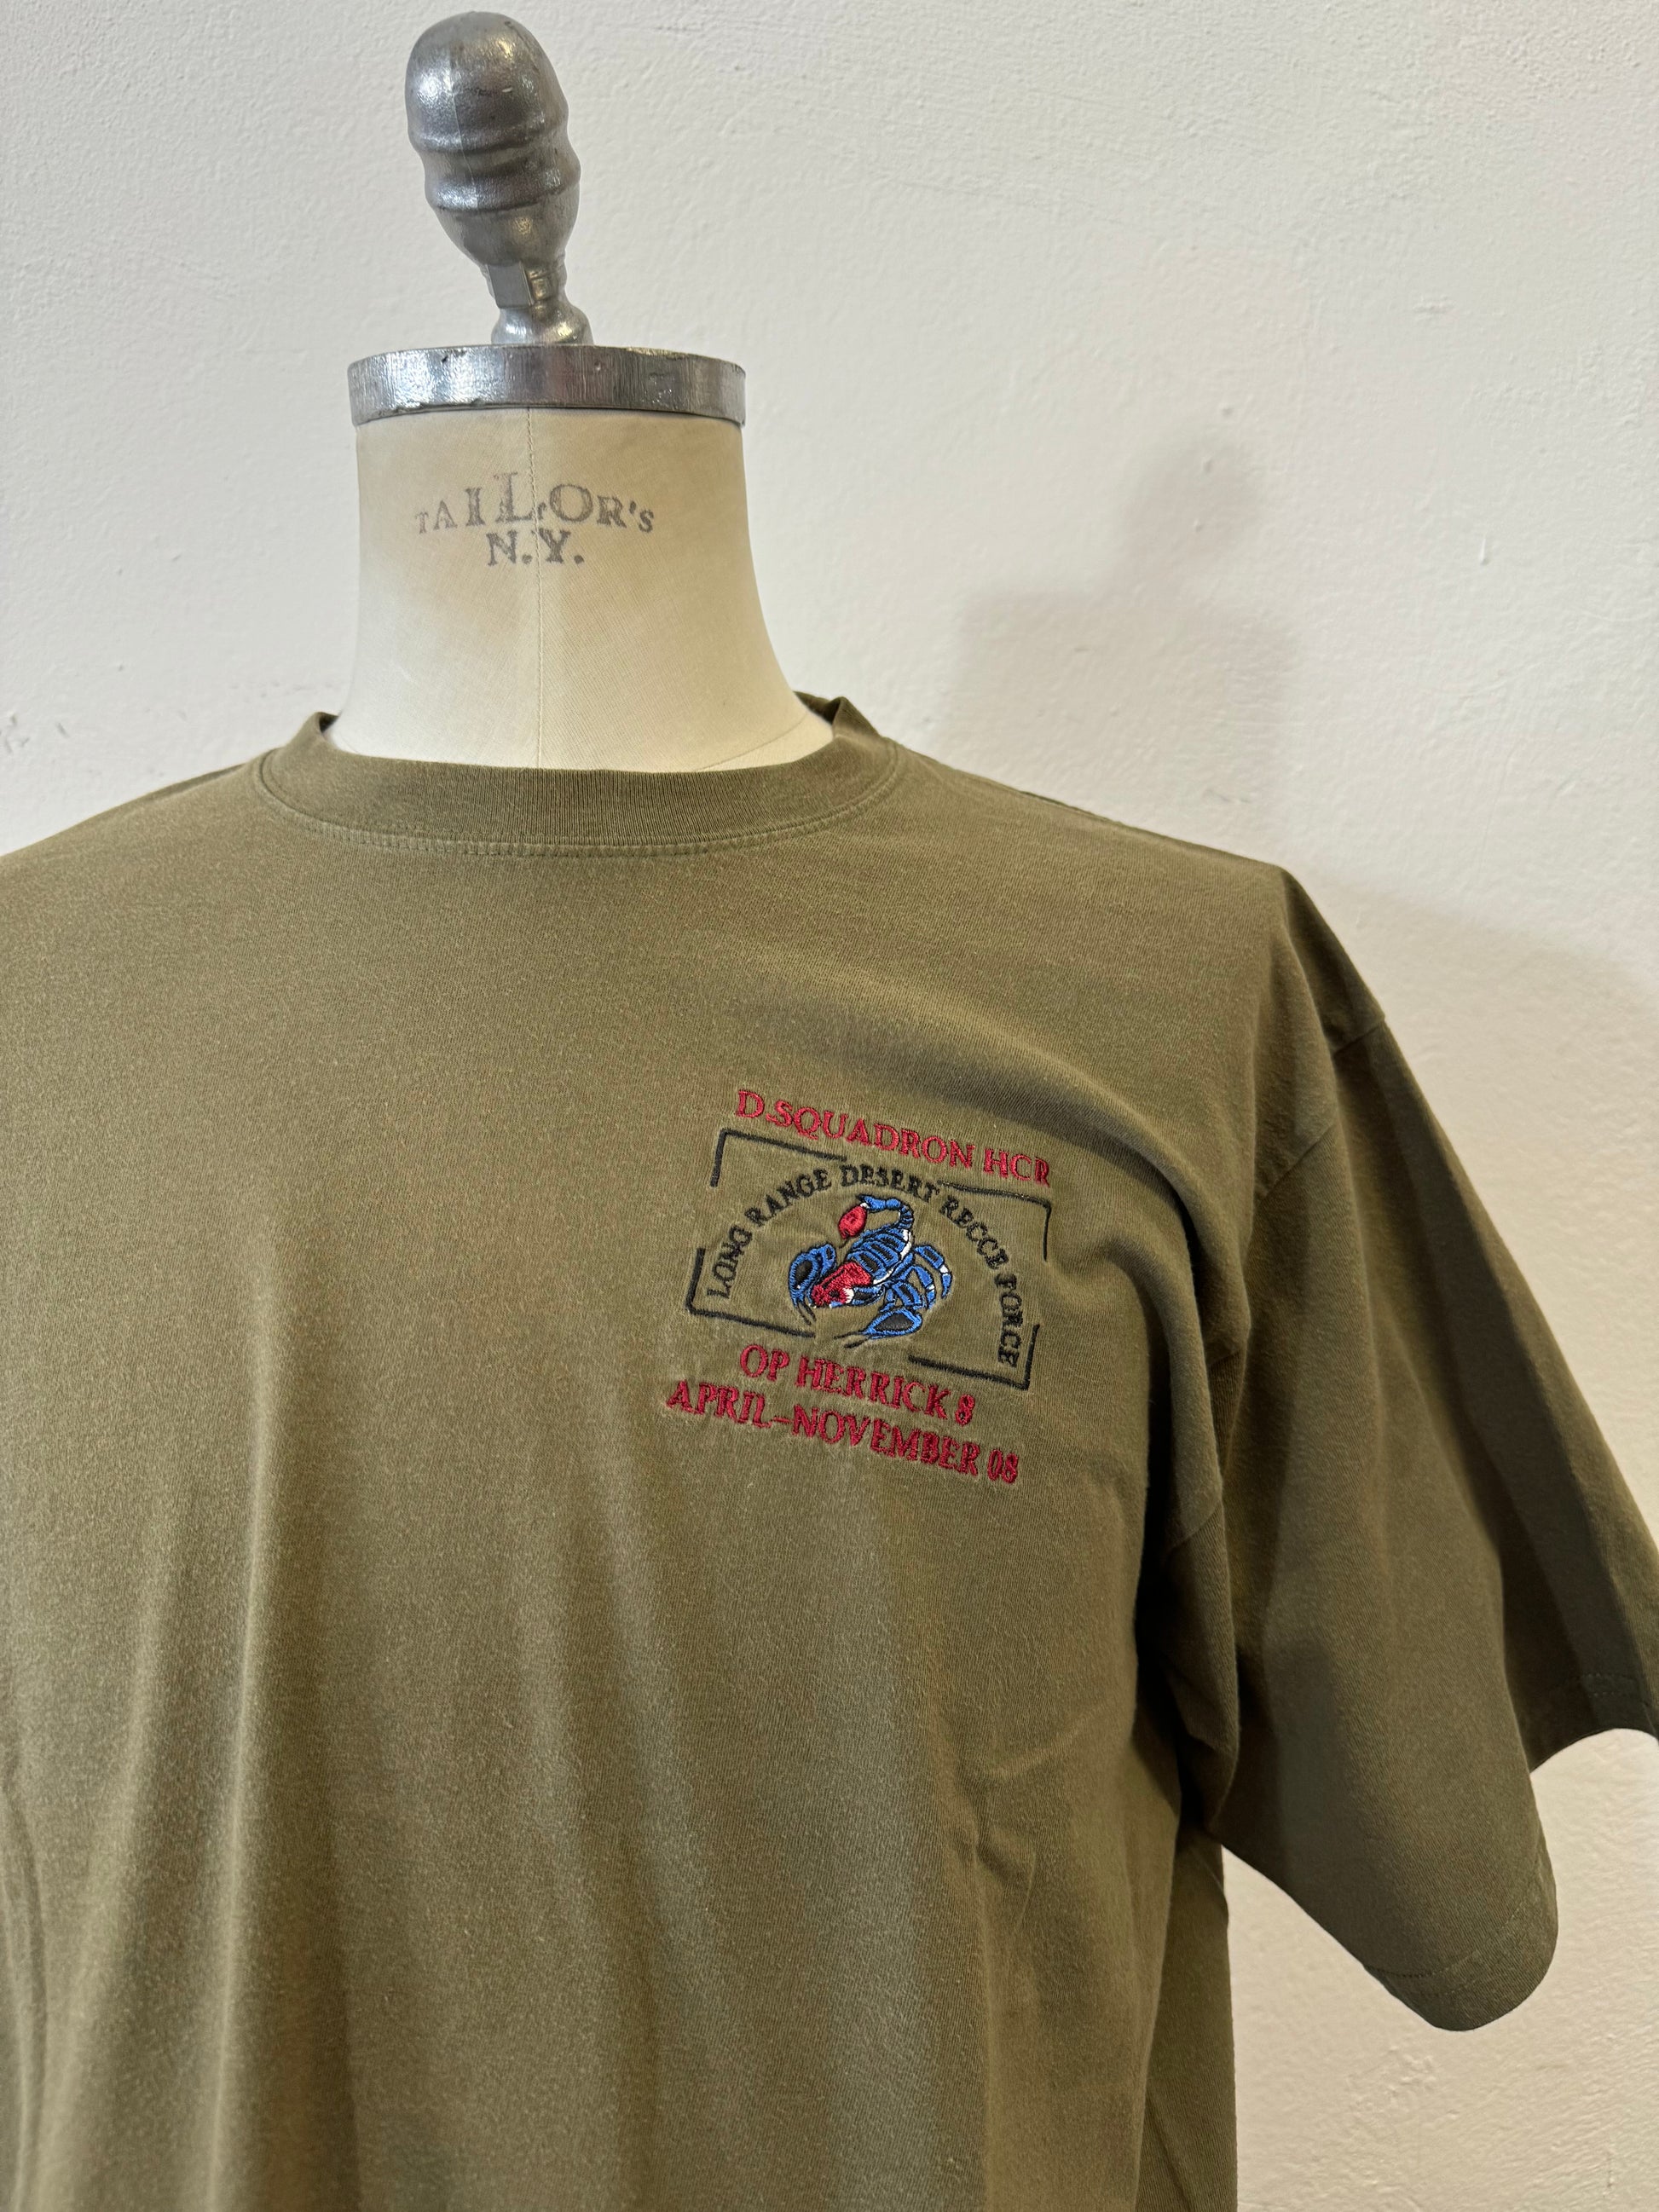 TAILOR'S
N.Y.
D-SQUADRON HCR
LONG RANGE DESERT RECCE FORCE
OP HERRICK 8
APRIL-NOVEMBER 08